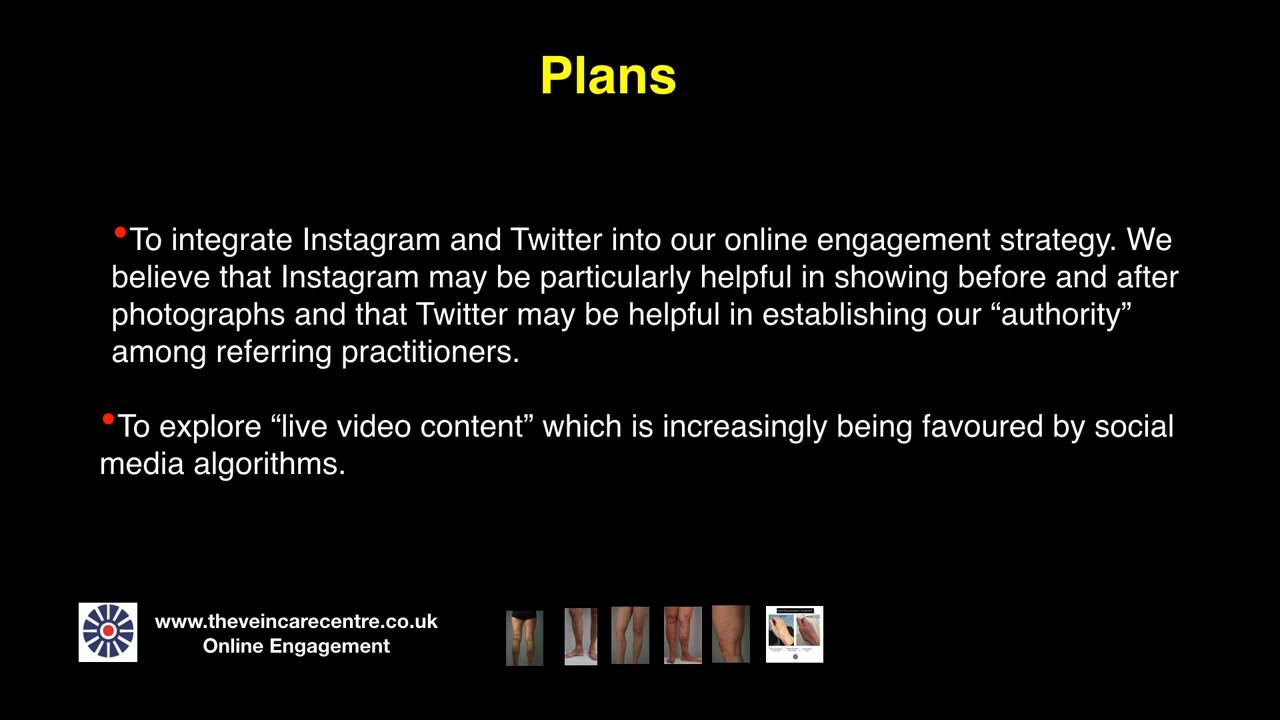 Plans
•To integrate Instagram and Twitter into our online engagement strategy. We
believe that Instagram may be particularly helpful in showing before and after
photographs and that Twitter may be helpful in establishing our “authority”
among referring practitioners.
•To explore “live video content” which is increasingly being favoured by social
media algorithms.
www.theveincarecentre.co.uk
Online Engagement